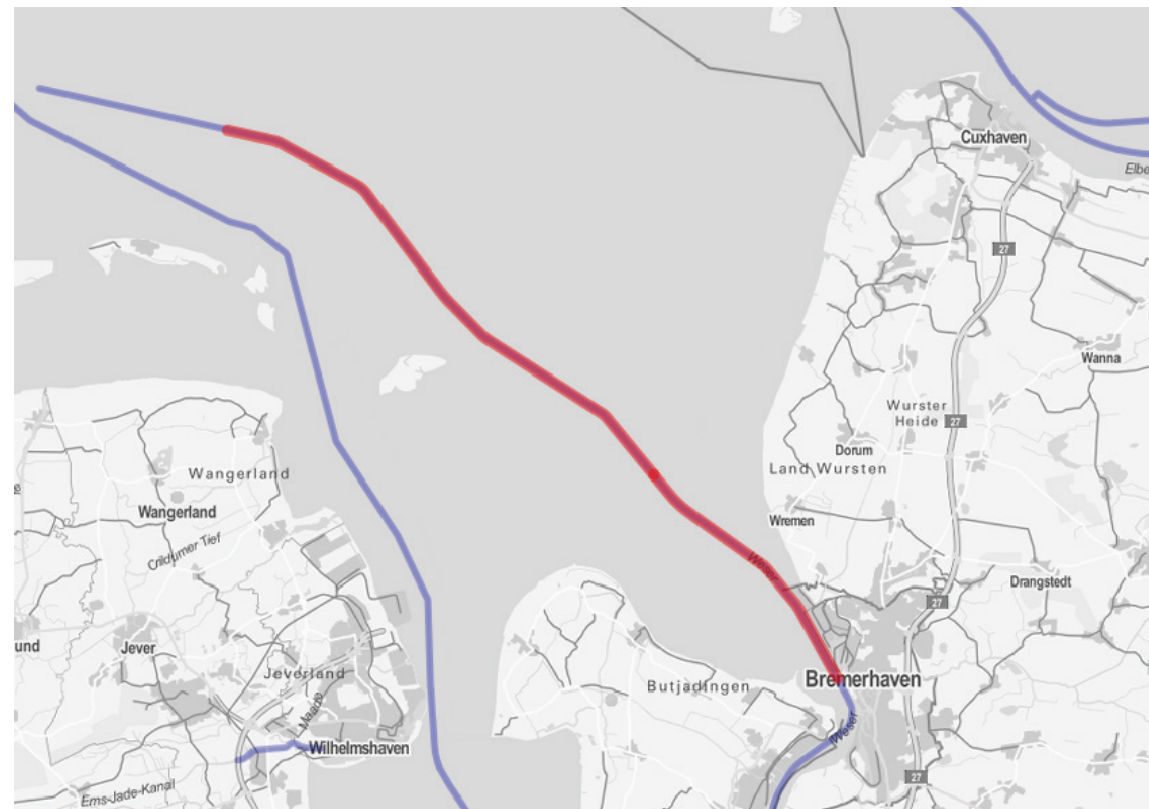 Cuxhaven
Elbe
27
Wanna
Wurster
Heide
27
Dorum
Land Wursten
Wangerland
Wangerland
Crildumer Tief
Wremen
Weser
Drangstedt
27
und
Jever
Jeverland
Maade
Butjadingen
Bremerhaven
Weser
Wilhelmshaven
27
Ems-Jade-Kanal